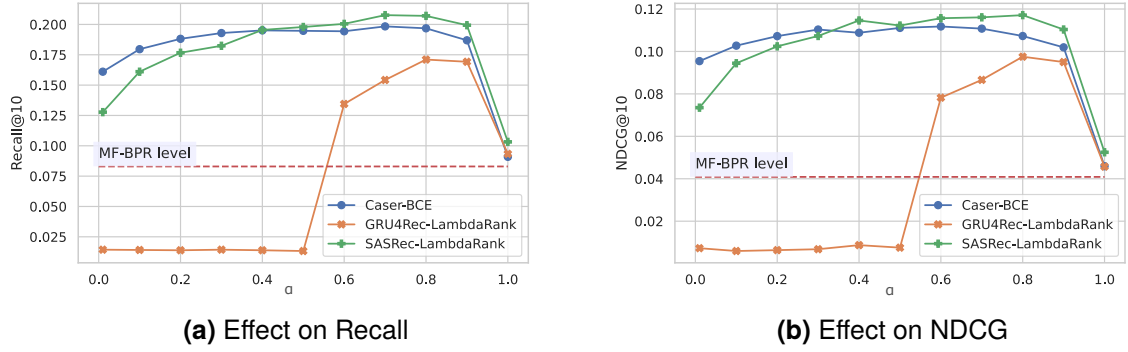 0.200
0.175
0.150
0.125
0.100
0.075
0.050
0.025
Recall@10
MF-BPR level
Caser-BCE
GRU4Rec-LambdaRank
SASRec-LambdaRank
0.0 0.2 0.4 0.6 0.8 1.0
α
(a) Effect on Recall
0.12
0.10
0.08
0.06
0.04
0.02
NDCG@10
MF-BPR level
Caser-BCE
GRU4Rec-LambdaRank
SASRec-LambdaRank
0.0 0.2 0.4 0.6 0.8 1.0
α
(b) Effect on NDCG